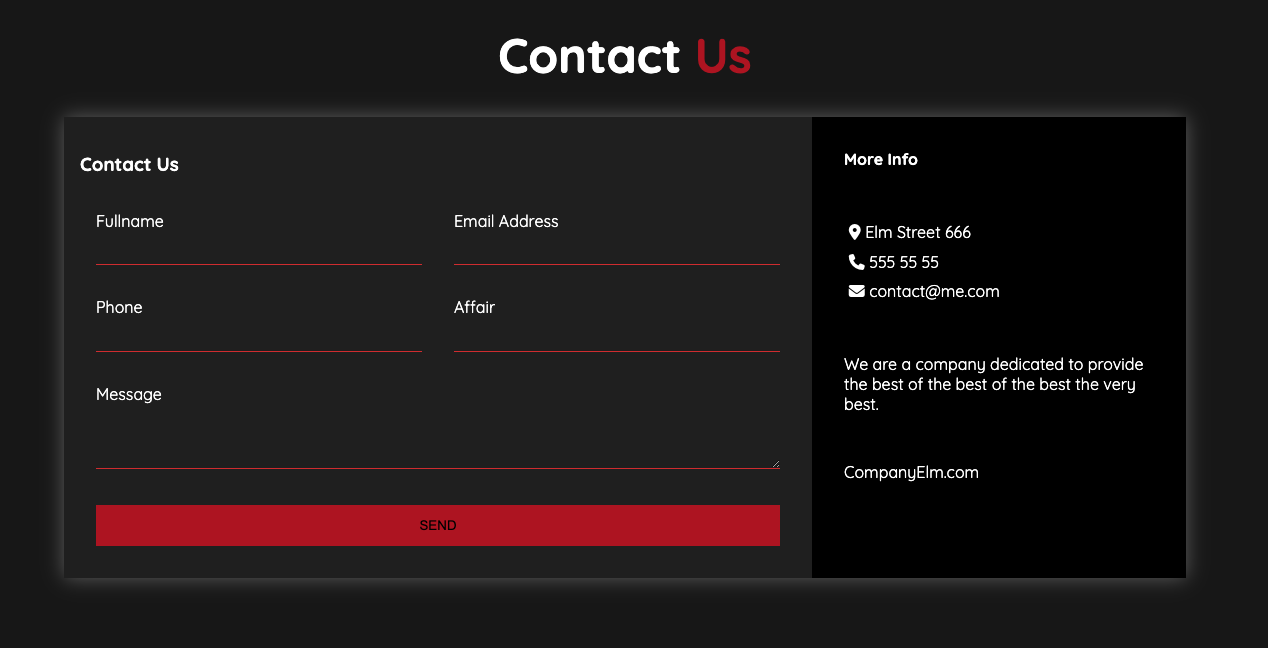 Contact Us
Contact Us
Fullname
Email Address
Phone
Affair
Message
SEND
More Info
Elm Street 666
555 55 55
contact@me.com
We are a company dedicated to provide
the best of the best of the best the very
best.
CompanyElm.com